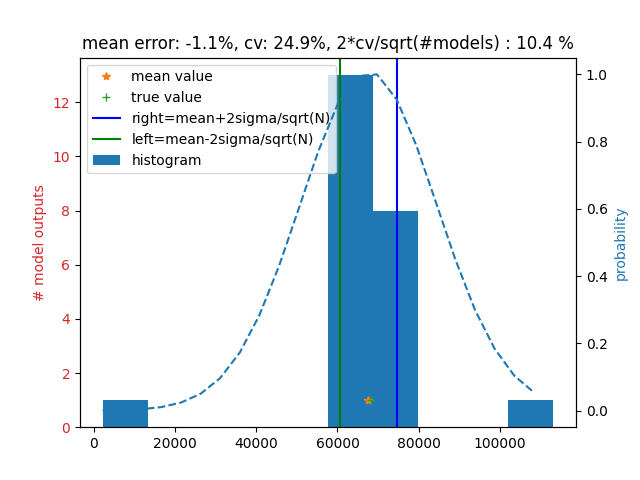 mean error: -1.1%, cv: 24.9%, 2*cv/sqrt(#models) : 10.4 %
mean value
true value
right=mean+2sigma/sqrt(N)
left=mean-2sigma/sqrt(N)
histogram
# model outputs
12
10
8
6
4
2
0
probability
1.0
0.8
0.6
0.4
0.2
0.0
0
20000
40000
60000
80000
100000